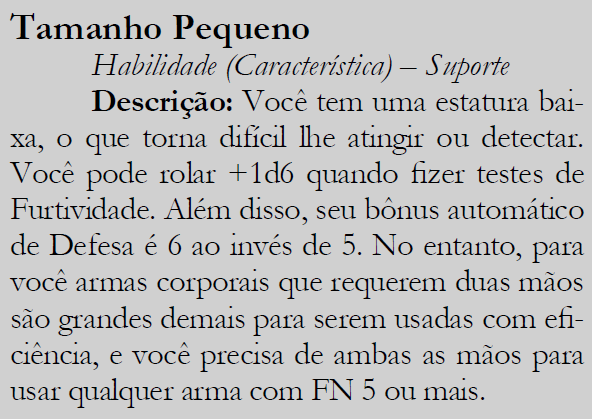 Tamanho Pequeno
Habilidade (Característica) – Suporte
Descrição: Você tem uma estatura bai-
xa, o que torna difícil lhe atingir ou detectar.
Você pode rolar +1d6 quando fizer testes de
Furtividade. Além disso, seu bônus automático
de Defesa é 6 ao invés de 5. No entanto, para
você armas corporais que requerem duas mãos
são grandes demais para serem usadas com efi-
ciência, e você precisa de ambas as mãos para
usar qualquer arma com FN 5 ou mais.